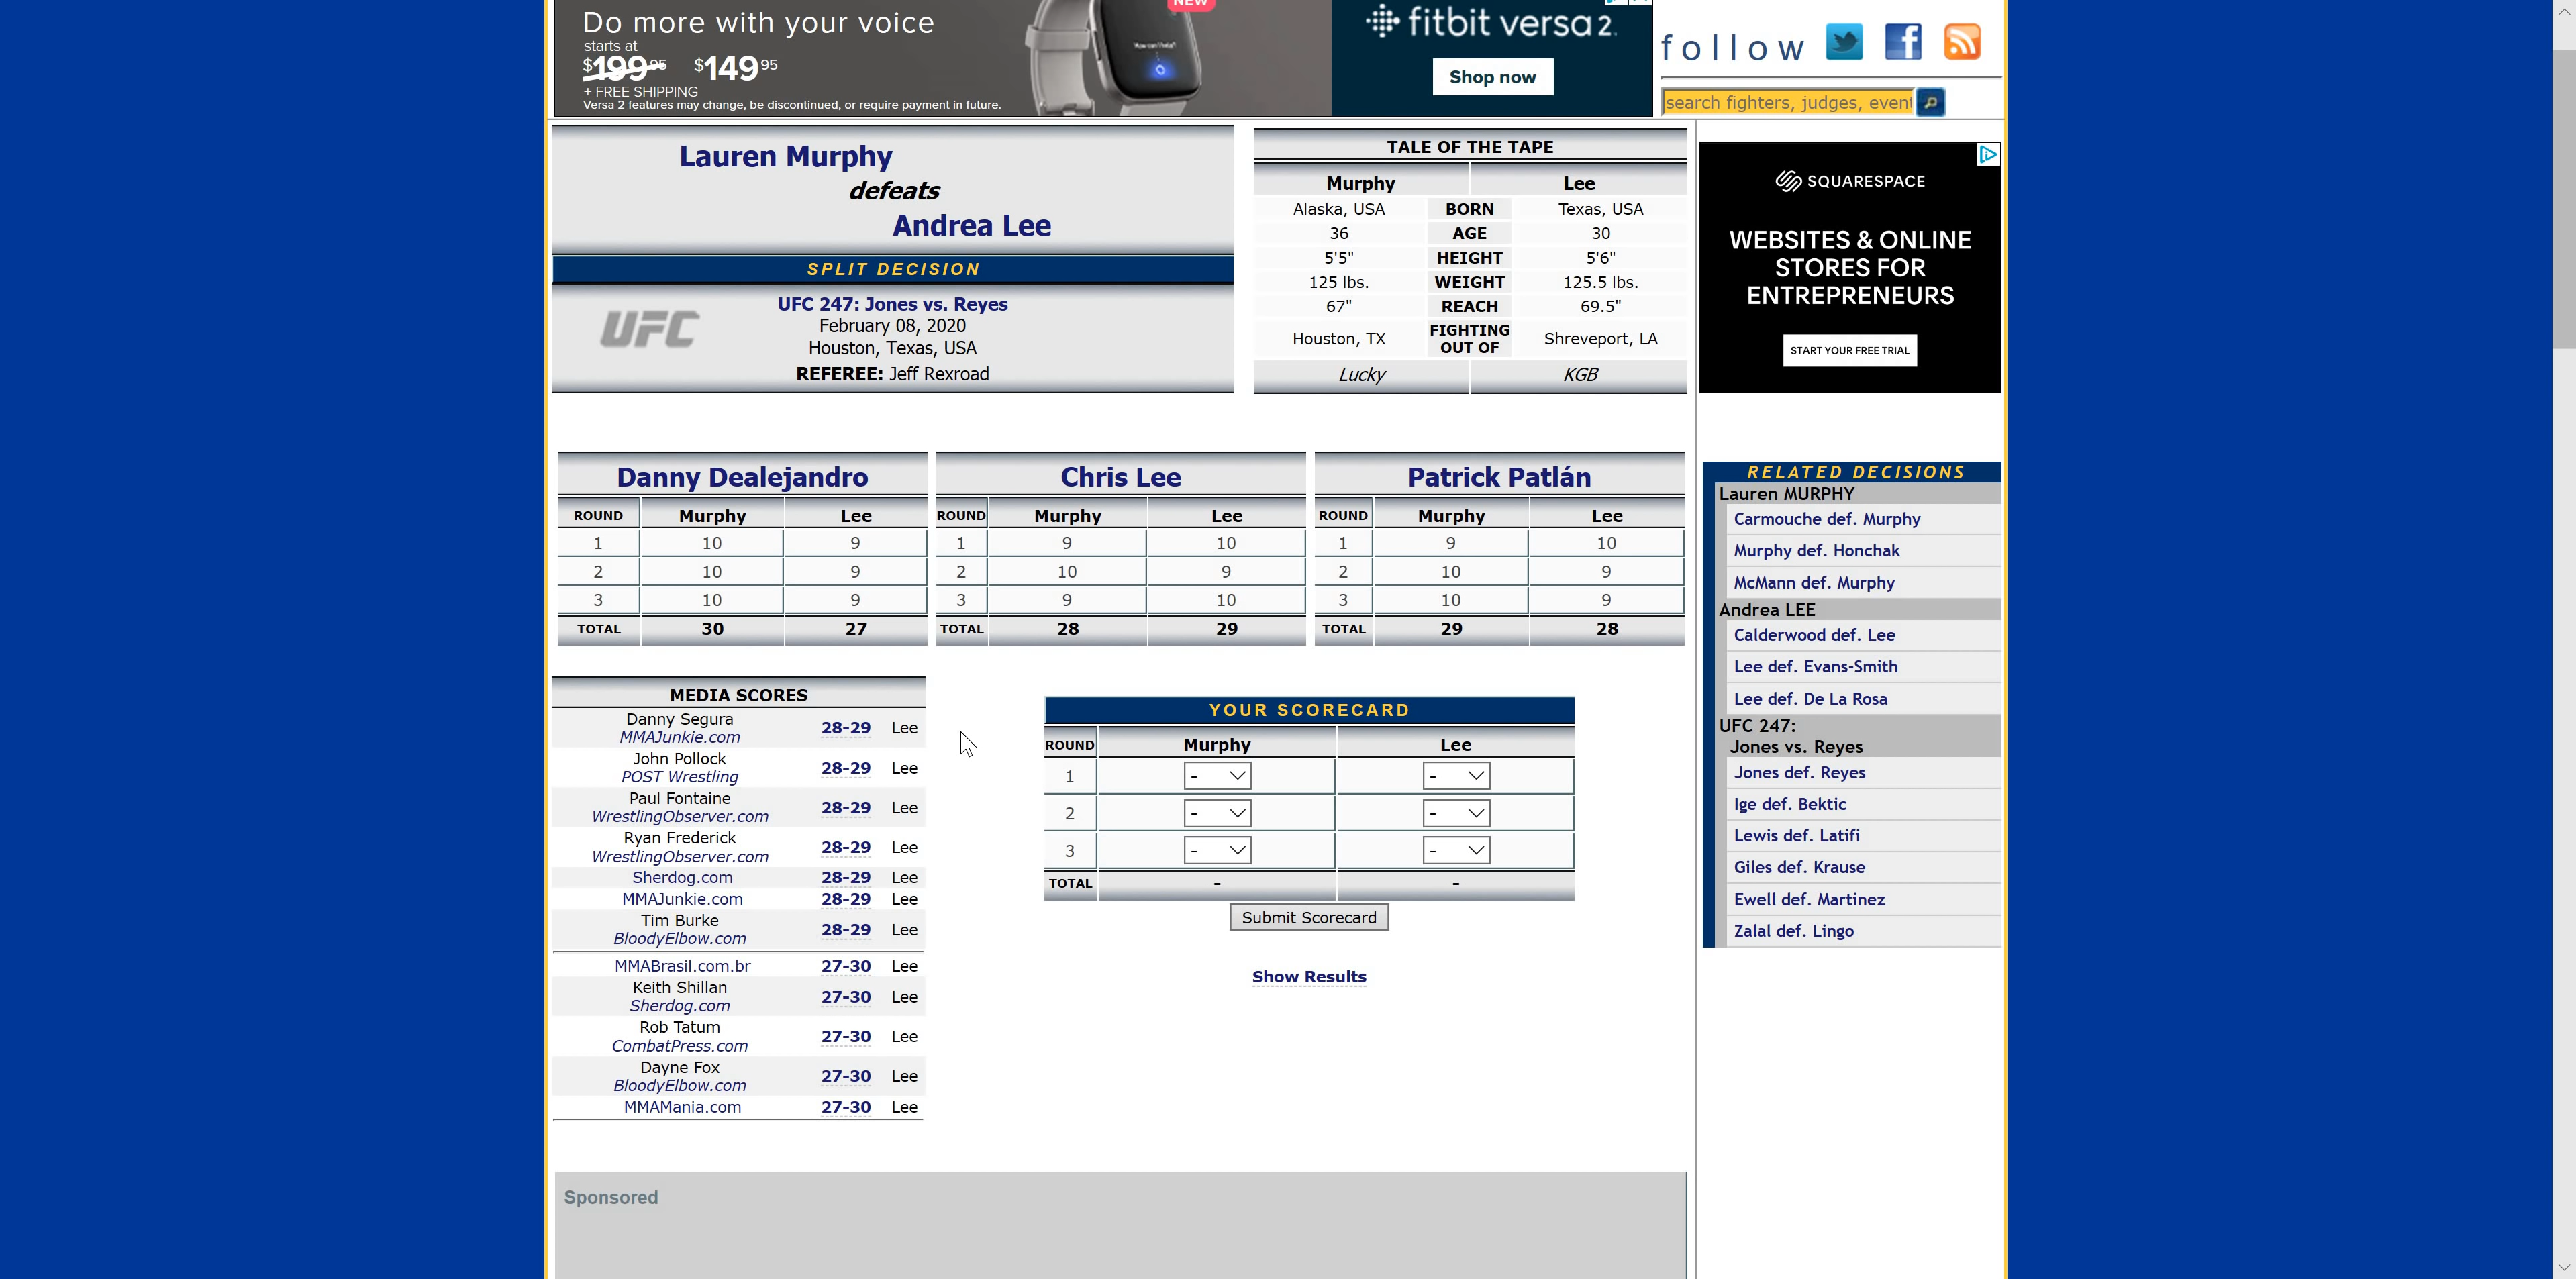 Do more with your voice
starts at
$199 95 $149 95
+ FREE SHIPPING
Versa 2 features may change, be discontinued, or require payment in future.
NEW
fitbit versa 2.
Shop now
follow
search fighters, judges, event
Lauren Murphy
defeats
Andrea Lee
SPLIT DECISION
UFC
UFC 247: Jones vs. Reyes
February 08, 2020
Houston, Texas, USA
REFEREE: Jeff Rexroad
TALE OF THE TAPE
Murphy Lee
Alaska, USA BORN Texas, USA
36 AGE 30
5'5" HEIGHT 5'6"
125 lbs. WEIGHT 125.5 lbs.
67" REACH 69.5"
Houston, TX FIGHTING OUT OF Shreveport, LA
Lucky KGB
SQUARESPACE
WEBSITES & ONLINE
STORES FOR
ENTREPRENEURS
START YOUR FREE TRIAL
Danny Dealejandro
ROUND Murphy Lee
1 10 9
2 10 9
3 10 9
TOTAL 30 27
Chris Lee
ROUND Murphy Lee
1 9 10
2 10 9
3 9 10
TOTAL 28 29
Patrick Patlán
ROUND Murphy Lee
1 9 10
2 10 9
3 10 9
TOTAL 29 28
MEDIA SCORES
Danny Segura
MMAJunkie.com 28-29 Lee
John Pollock
POST Wrestling 28-29 Lee
Paul Fontaine
WrestlingObserver.com 28-29 Lee
Ryan Frederick
WrestlingObserver.com 28-29 Lee
Sherdog.com 28-29 Lee
MMAJunkie.com 28-29 Lee
Tim Burke
BloodyElbow.com 28-29 Lee
MMABrasil.com.br 27-30 Lee
Keith Shillan
Sherdog.com 27-30 Lee
Rob Tatum
CombatPress.com 27-30 Lee
Dayne Fox
BloodyElbow.com 27-30 Lee
MMAMania.com 27-30 Lee
YOUR SCORECARD
ROUND Murphy Lee
1 - -
2 - -
3 - -
TOTAL - -
Submit Scorecard
Show Results
RELATED DECISIONS
Lauren MURPHY
Carmouche def. Murphy
Murphy def. Honchak
McMann def. Murphy
Andrea LEE
Calderwood def. Lee
Lee def. Evans-Smith
Lee def. De La Rosa
UFC 247:
Jones vs. Reyes
Jones def. Reyes
Ige def. Bektic
Lewis def. Latifi
Giles def. Krause
Ewell def. Martinez
Zalal def. Lingo
Sponsored